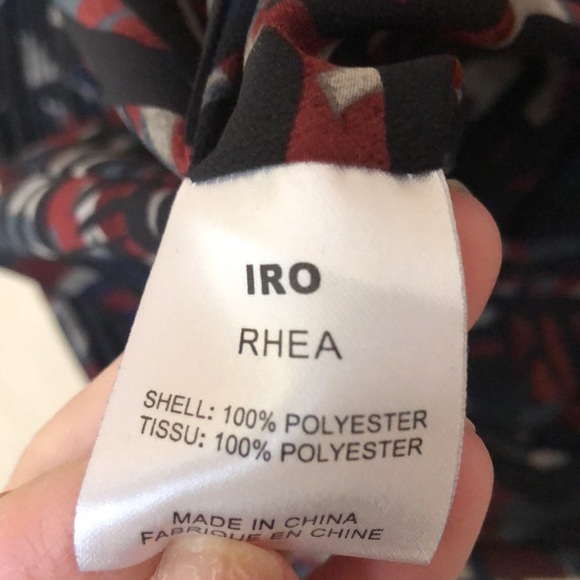 IRO
RHEA
SHELL: 100% POLYESTER
TISSU: 100% POLYESTER
MADE IN CHINA
FABRIQUE EN CHINE